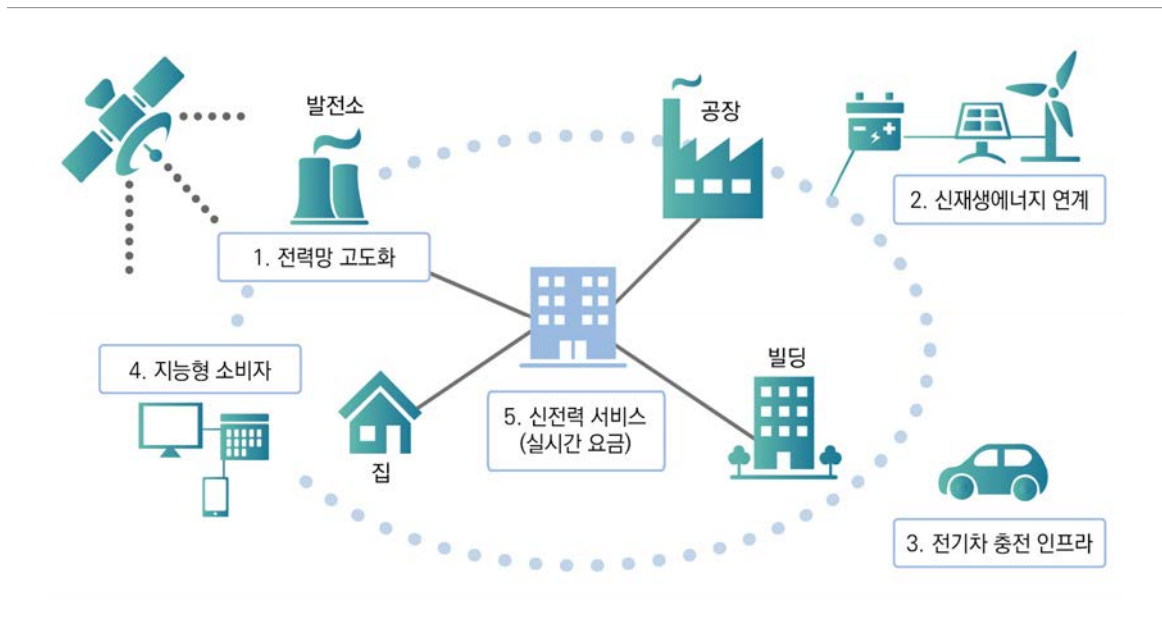 발전소
공장
1. 전력망 고도화
2. 신재생에너지 연계
4. 지능형 소비자
집
5. 신전력 서비스
(실시간 요금)
빌딩
3. 전기차 충전 인프라